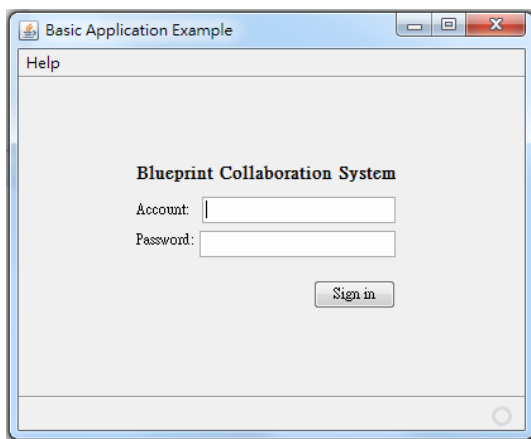 Basic Application Example
Help
Blueprint Collaboration System
Account:
Password:
Sign in